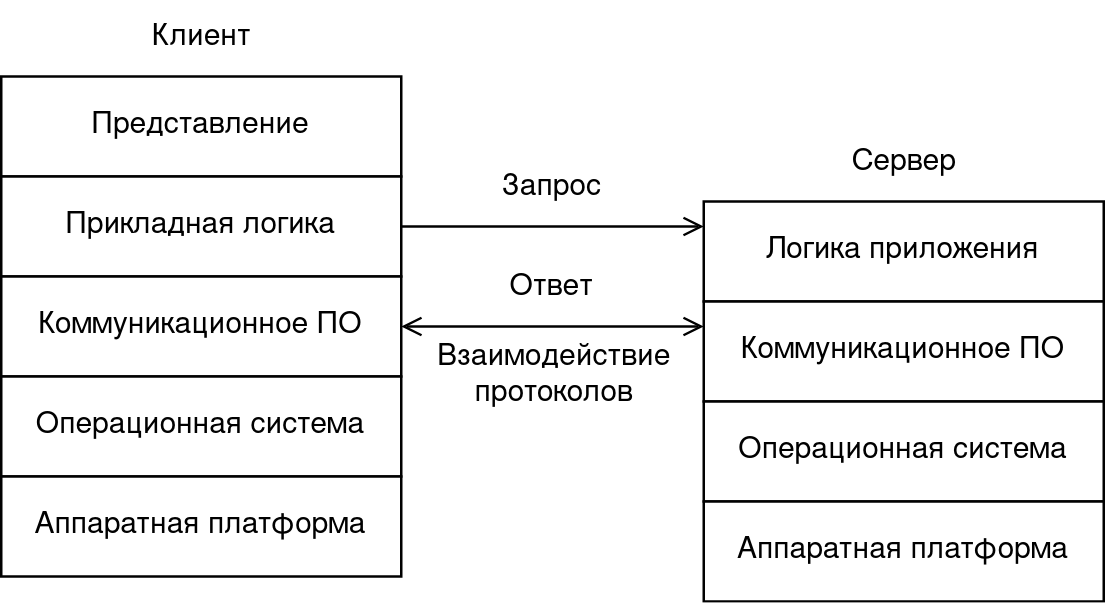 Клиент
Представление
Прикладная логика
Коммуникационное ПО
Операционная система
Аппаратная платформа
Запрос
Ответ
Взаимодействие
протоколов
Сервер
Логика приложения
Коммуникационное ПО
Операционная система
Аппаратная платформа